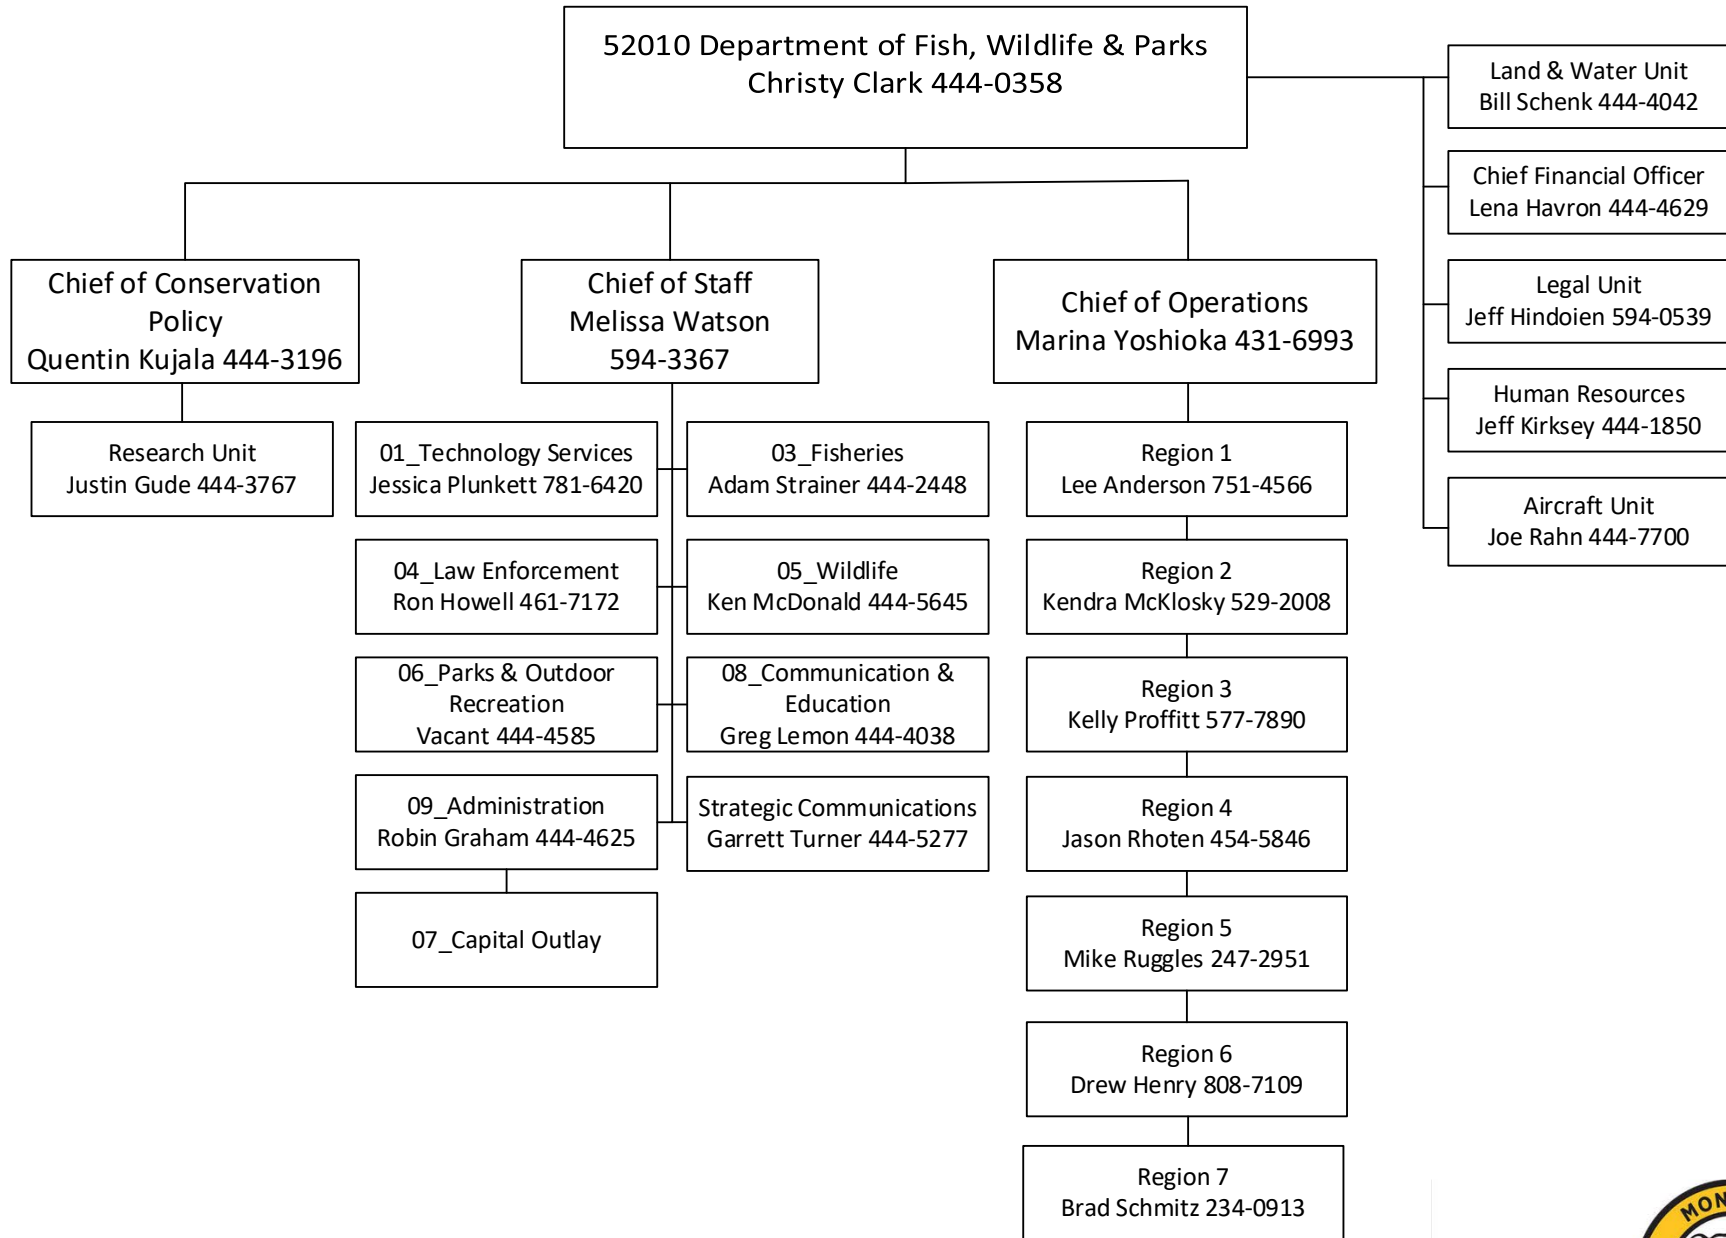 52010 Department of Fish, Wildlife & Parks
Christy Clark 444-0358
Land & Water Unit
Bill Schenk 444-4042
Chief Financial Officer
Lena Havron 444-4629
Legal Unit
Jeff Hindoien 594-0539
Human Resources
Jeff Kirksey 444-1850
Aircraft Unit
Joe Rahn 444-7700
Chief of Conservation
Policy
Quentin Kujala 444-3196
Research Unit
Justin Gude 444-3767
Chief of Staff
Melissa Watson
594-3367
01_Technology Services
Jessica Plunkett 781-6420
03_Fisheries
Adam Strainer 444-2448
04_Law Enforcement
Ron Howell 461-7172
05_Wildlife
Ken McDonald 444-5645
06_Parks & Outdoor
Recreation
Vacant 444-4585
08_Communication &
Education
Greg Lemon 444-4038
09_Administration
Robin Graham 444-4625
Strategic Communications
Garrett Turner 444-5277
07_Capital Outlay
Chief of Operations
Marina Yoshioka 431-6993
Region 1
Lee Anderson 751-4566
Region 2
Kendra McKlosky 529-2008
Region 3
Kelly Proffitt 577-7890
Region 4
Jason Rhoten 454-5846
Region 5
Mike Ruggles 247-2951
Region 6
Drew Henry 808-7109
Region 7
Brad Schmitz 234-0913
MON